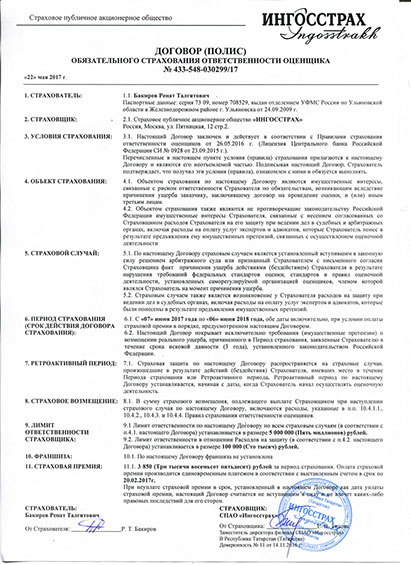 Страховое публичное акционерное общество
ИНГОССТРАХ
Ingosstrakh
ДОГОВОР (ПОЛИС)
ОБЯЗАТЕЛЬНОГО СТРАХОВАНИЯ ОТВЕТСТВЕННОСТИ ОЦЕНЩИКА
№ 433-548-030299/17
«22» мая 2017 г.
1. СТРАХОВАТЕЛЬ:
1.1. Бакиров Ренат Талгатович
Паспортные данные: серия 73 09, номер 708529, выдан отделением УФМС России по Ульяновской
области в Железнодорожном районе г. Ульяновска от 24.09.2009 г.
2. СТРАХОВЩИК:
2.1. Страховое публичное акционерное общество «ИНГОССТРАХ»
Россия, Москва, ул. Пятницкая, 12 стр.2.
3. УСЛОВИЯ СТРАХОВАНИЯ:
3.1. Настоящий Договор заключен и действует в соответствии с Правилами страхования
ответственности оценщиков от 26.05.2016 г. (Лицензия Центрального банка Российской
Федерации СИ № 0928 от 23.09.2015 г.).
Перечисленные в настоящем пункте условия (правила) страхования прилагаются к настоящему
Договору и являются его неотъемлемой частью. Подписывая настоящий Договор, Страхователь
подтверждает, что получил эти условия (правила), ознакомлен с ними и обязуется выполнять.
4. ОБЪЕКТ СТРАХОВАНИЯ:
4.1. Объектом страхования по настоящему Договору являются имущественные интересы,
связанные с риском ответственности Страхователя по обязательствам, возникающим вследствие
причинения ущерба заказчику, заключившему договор на проведение оценки, и (или) иным
третьим лицам.
4.2. Объектом страхования также являются не противоречащие законодательству Российской
Федерации имущественные интересы Страхователя, связанные с несением согласованных со
Страховщиком расходов Страхователя на его защиту при ведении дел в судебных и арбитражных
органах, включая расходы на оплату услуг экспертов и адвокатов, которые Страхователь понес в
результате предъявления ему имущественных претензий, связанных с осуществлением оценочной
деятельности
5. СТРАХОВОЙ СЛУЧАЙ:
5.1. По настоящему Договору страховым случаем является установленный вступившим в законную
силу решением арбитражного суда или признанный Страховщиком с письменного согласия
Страховщика факт причинения ущерба действиями (бездействием) Страхователя в результате
нарушения требований федеральных стандартов оценки, стандартов и правил оценочной
деятельности, установленных саморегулируемой организацией оценщиков, членом которой
являлся Страхователь на момент причинения ущерба.
5.2. Страховым случаем также является возникновение у Страхователя расходов на защиту при
ведении дел в судебных органах, включая расходы на оплату услуг экспертов и адвокатов, которые
были понесены в результате предъявления имущественных претензий.
6. ПЕРИОД СТРАХОВАНИЯ
(СРОК ДЕЙСТВИЯ ДОГОВОРА
СТРАХОВАНИЯ):
6.1. С «07» июня 2017 года по «06» июня 2018 года, обе даты включительно, при условии оплаты
страховой премии в порядке, предусмотренном настоящим Договором.
6.2. Настоящий Договор покрывает исключительно требования (имущественные претензии) о
возмещении реального ущерба, причиненного в Период страхования, заявленные Страхователю в
течение срока исковой давности (3 года), установленного законодательством Российской
Федерации.
7. РЕТРОАКТИВНЫЙ ПЕРИОД:
7.1. Страховая защита по настоящему Договору распространяется на страховые случаи,
произошедшие в результате действий (бездействий) Страхователя, имевших место в течение
Периода страхования или Ретроактивного периода. Ретроактивный период по настоящему
Договору устанавливается, начиная с даты, когда Страхователь начал осуществлять оценочную
деятельность.
8. СТРАХОВОЕ ВОЗМЕЩЕНИЕ:
8.1. В сумму страхового возмещения, подлежащего выплате Страховщиком при наступлении
страхового случая по настоящему Договору, включаются расходы, указанные в п.п. 10.4.1.1.,
10.4.2., 10.4.3. и 10.4.4. Правил страхования ответственности оценщиков.
9. ЛИМИТ
ОТВЕТСТВЕННОСТИ
СТРАХОВЩИКА:
9.1 Лимит ответственности по настоящему Договору по всем страховым случаям (в соответствии с
п.4.1. настоящего Договора) устанавливается в размере 5 000 000 (Пять миллионов) рублей.
9.2. Лимит ответственности в отношении Расходов на защиту (в соответствии с п.4.2. настоящего
Договора) устанавливается в размере 100 000 (Сто тысяч) рублей.
10. ФРАНШИЗА:
10.1. По настоящему Договору франшиза не установлена
11. СТРАХОВАЯ ПРЕМИЯ:
11.1. 3 850 (Три тысячи восемьсот пятьдесят) рублей за период страхования. Оплата страховой
премии производится единовременным платежом в соответствии с выставленным счетом в срок по
20.02.2017г.
При неуплате страховой премии в срок, установленный в настоящем Договоре как дата уплаты
страховой премии, настоящий Договор считается не вступившим в силу и не влечет каких-либо
правовых последствий для его сторон.
СТРАХОВАТЕЛЬ:
Бакиров Ренат Талгатович
От Страхователя:
Р. Т. Бакиров
СТРАХОВЩИК:
СПАО «Ингосстрах»
От Страховщика:
Заместитель директора филиала СПАО «Ингосстрах»
В Республике Татарстан (Татарстан)
Доверенность № 11 от 14.11.2016